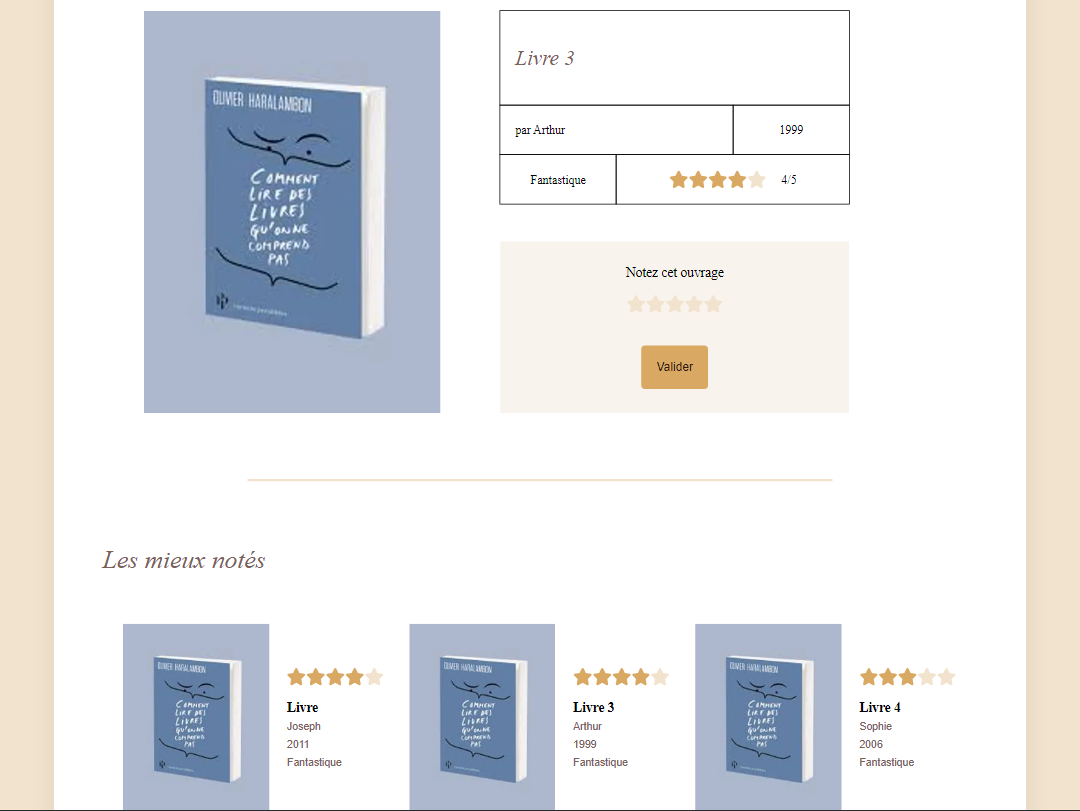 OLIVIER HARALAMBON
COMMENT
LIRE DES
LIVRES
QU'ON NE
COMPREND
PAS
Livre 3
par Arthur
1999
Fantastique
4/5
Notez cet ouvrage
Valider
Les mieux notés
OLIVIER HARALAMBON
COMMENT
LIRE DES
LIVRES
QU'ON NE
COMPREND
PAS
Livre
Joseph
2011
Fantastique
OLIVIER HARALAMBON
COMMENT
LIRE DES
LIVRES
QU'ON NE
COMPREND
PAS
Livre 3
Arthur
1999
Fantastique
OLIVIER HARALAMBON
COMMENT
LIRE DES
LIVRES
QU'ON NE
COMPREND
PAS
Livre 4
Sophie
2006
Fantastique